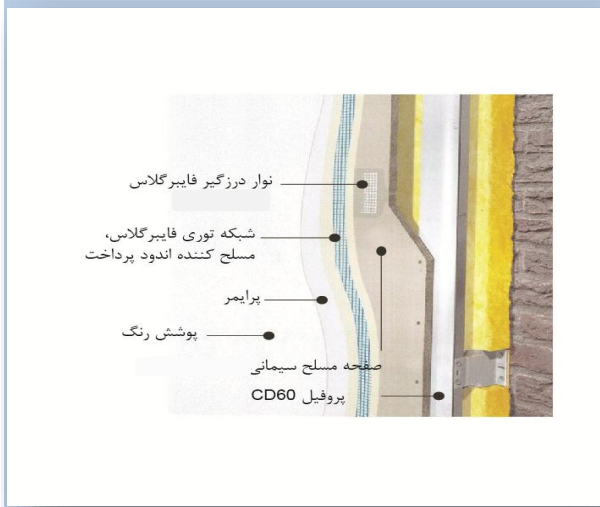 نوار درزگیر فایبرگلاس
شبکه توری فایبرگلاس،
مسلح کننده اندود پرداخت
پرایمر
پوشش رنگ
صفحه مسلح سیمانی
پروفیل CD60